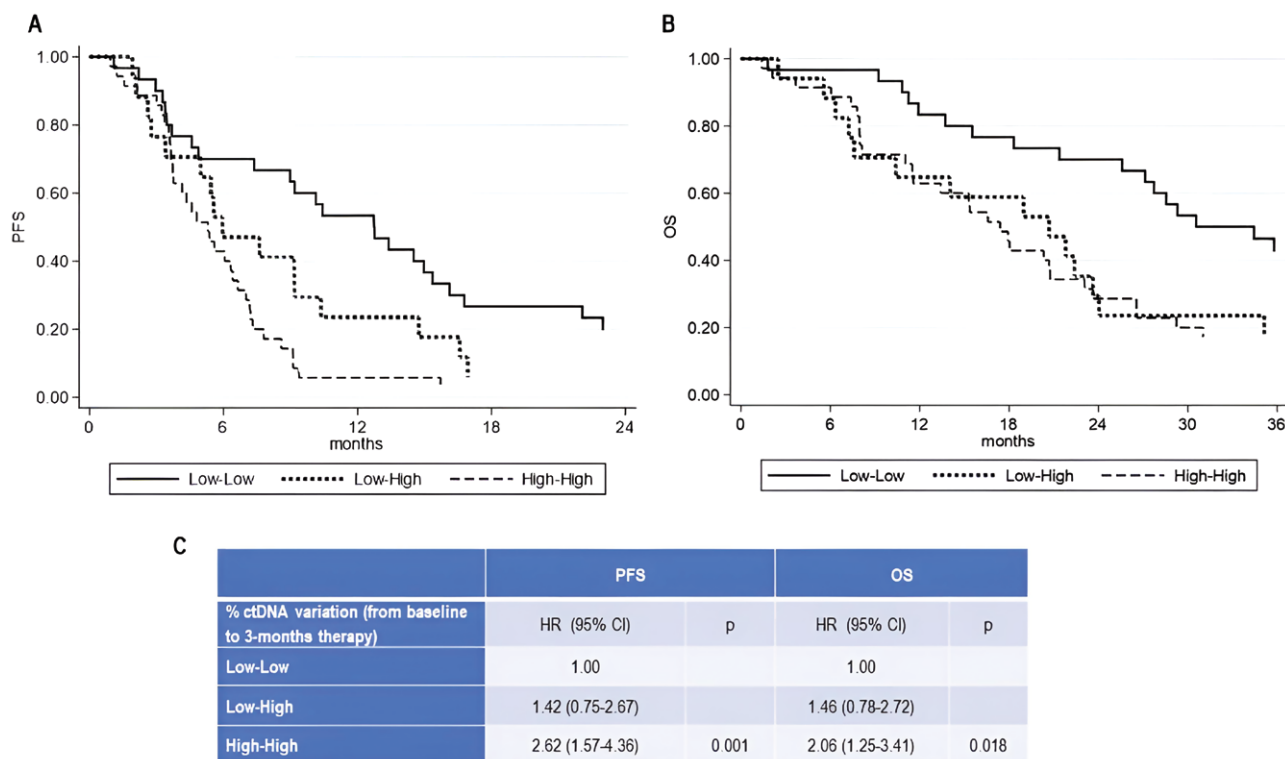 A
PFS
1.00
0.80
0.60
0.40
0.20
0.00
0 6 12 18 24
months
Low-Low Low-High High-High
B
OS
1.00
0.80
0.60
0.40
0.20
0.00
0 6 12 18 24 30 36
months
Low-Low Low-High High-High
C
PFS OS
% ctDNA variation (from baseline
to 3-months therapy)
HR (95% CI) p HR (95% CI) p
Low-Low 1.00 1.00
Low-High 1.42 (0.75-2.67) 1.46 (0.78-2.72)
High-High 2.62 (1.57-4.36) 0.001 2.06 (1.25-3.41) 0.018